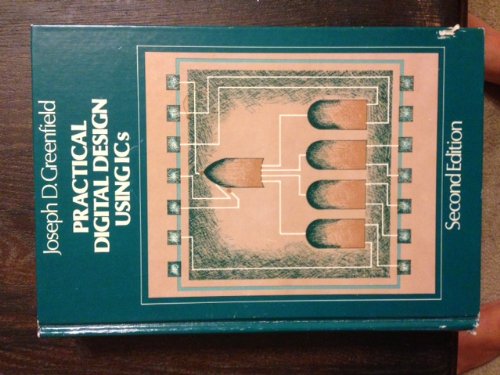 Joseph D. Greenfield
PRACTICAL
DIGITAL DESIGN
USING ICs
Second Edition